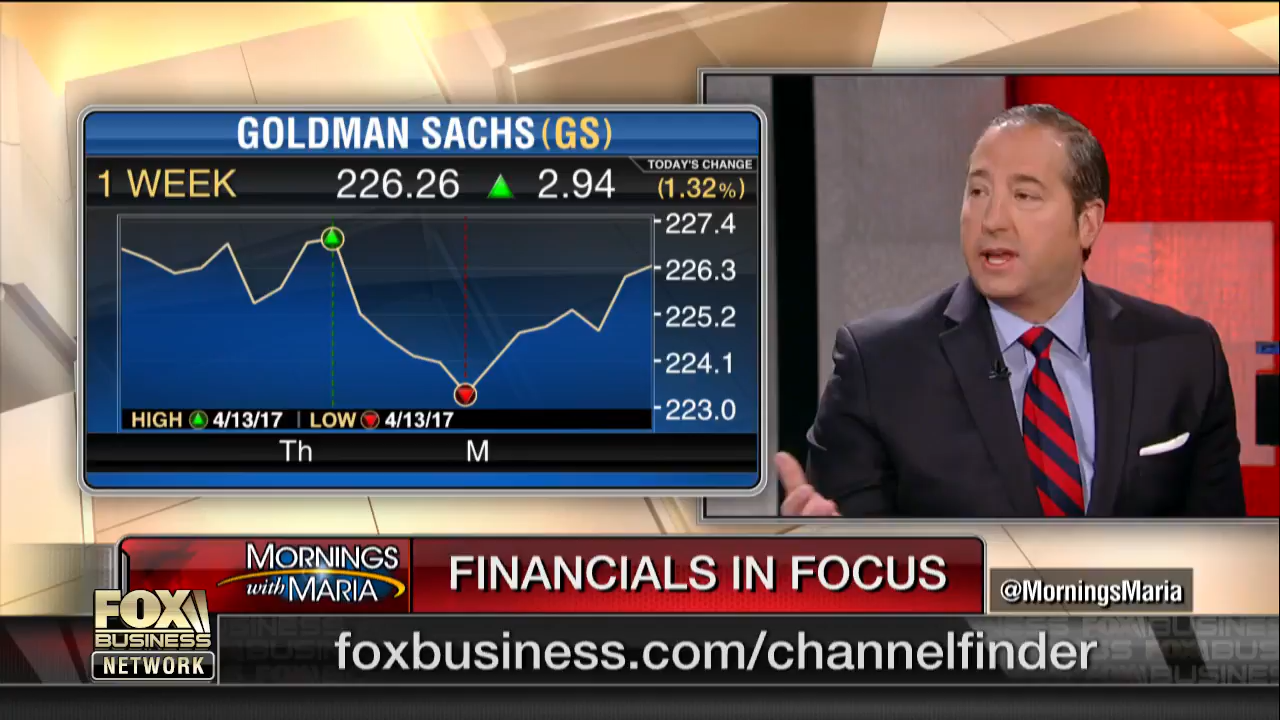 GOLDMAN SACHS (GS)
1 WEEK 226.26 2.94
TODAY'S CHANGE
(1.32%)
227.4
226.3
225.2
224.1
223.0
HIGH 4/13/17 | LOW 4/13/17
Th M
MORNINGS
with MARIA
FINANCIALS IN FOCUS
@MorningsMaria
FOX
BUSINESS
NETWORK
foxbusiness.com/channelfinder